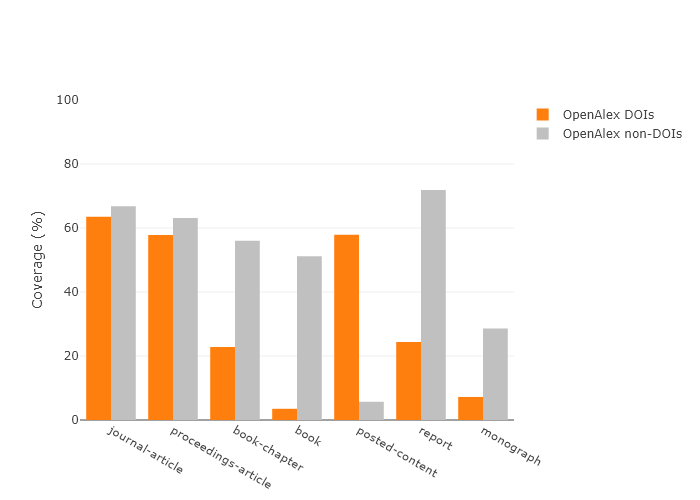 100
80
60
40
20
0
Coverage (%)
journal-article
proceedings-article
book-chapter
book
posted-content
report
monograph
OpenAlex DOIs
OpenAlex non-DOIs